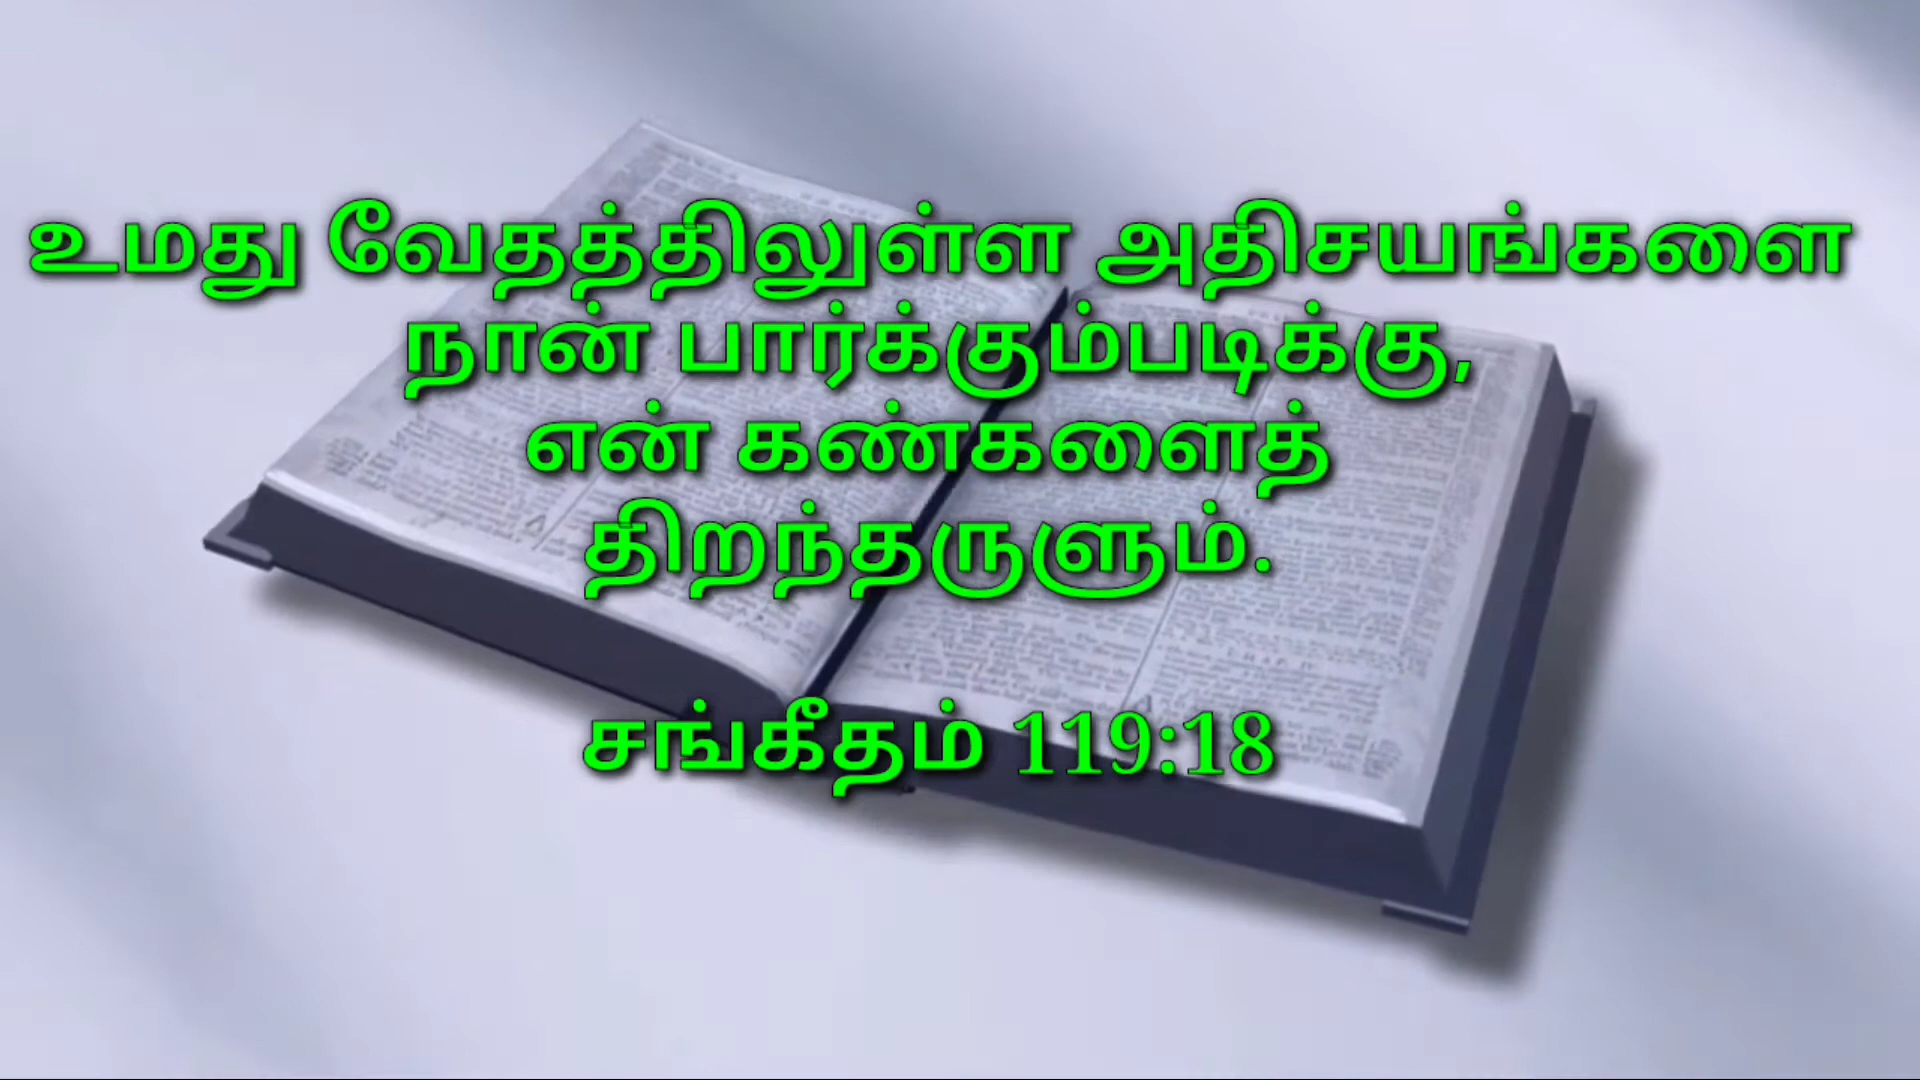 உமது வேதத்திலுள்ள அதிசயங்களை
நான் பார்க்கும்படிக்கு,
என் கண்களைத்
திறந்தருளும்.
சங்கீதம் 119:18